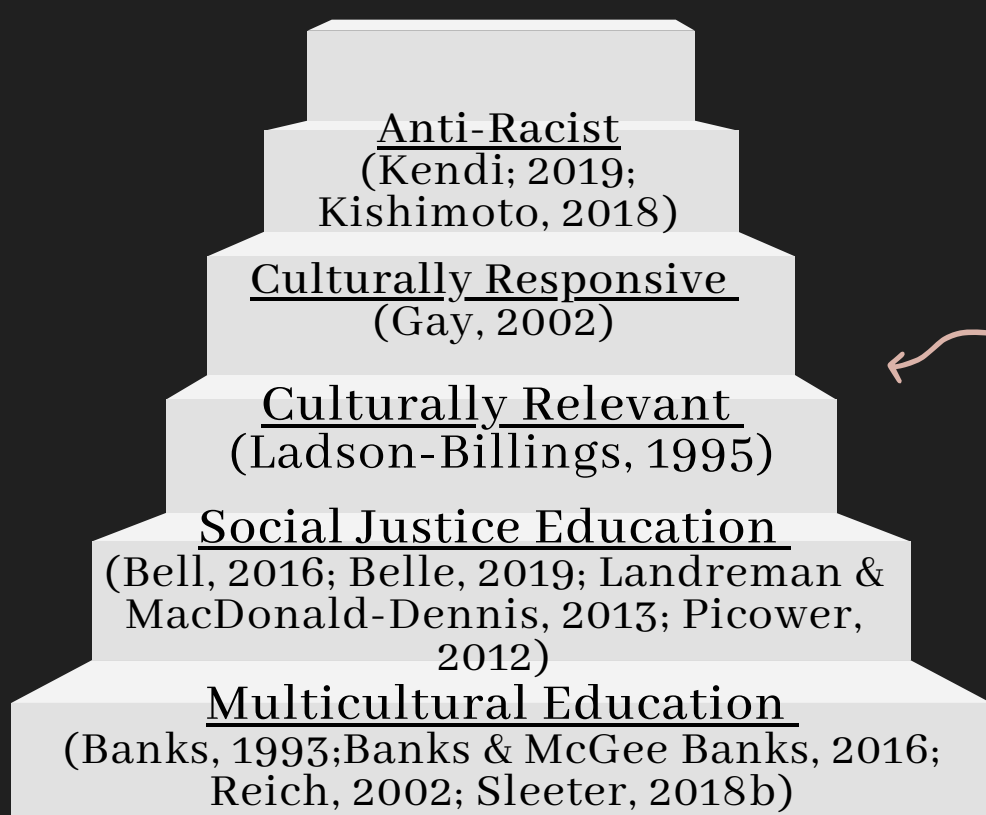 Anti-Racist
(Kendi; 2019;
Kishimoto, 2018)
Culturally Responsive
(Gay, 2002)
Culturally Relevant
(Ladson-Billings, 1995)
Social Justice Education
(Bell, 2016; Belle, 2019; Landreman &
MacDonald-Dennis, 2013; Picower,
2012)
Multicultural Education
(Banks, 1993;Banks & McGee Banks, 2016;
Reich, 2002; Sleeter, 2018b)